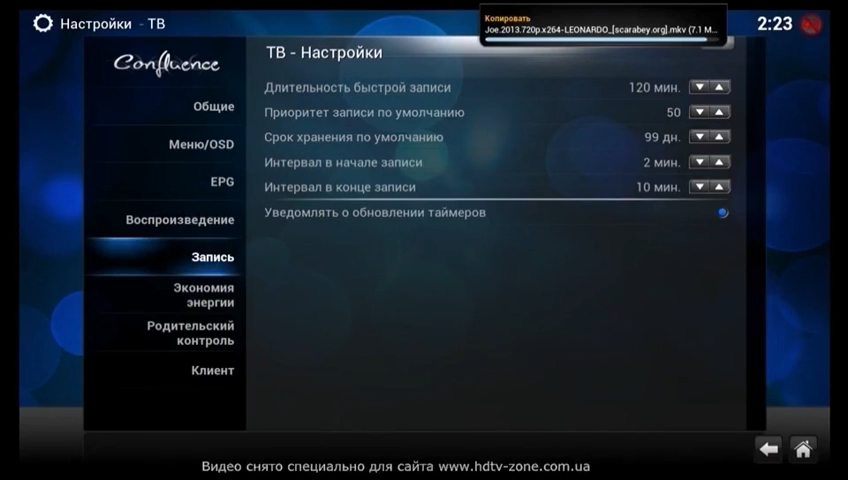 Настройки - ТВ
Копировать
Joe.2013.720p.x264-LEONARDO_[scarabey.org].mkv (7.1 M...
2:23
Confluence
ТВ - Настройки
Общие
Меню/OSD
EPG
Воспроизведение
Запись
Экономия
энергии
Родительский
контроль
Клиент
Длительность быстрой записи 120 мин.
Приоритет записи по умолчанию 50
Срок хранения по умолчанию 99 дн.
Интервал в начале записи 2 мин.
Интервал в конце записи 10 мин.
Уведомлять о обновлении таймеров
Видео снято специально для сайта www.hdtv-zone.com.ua